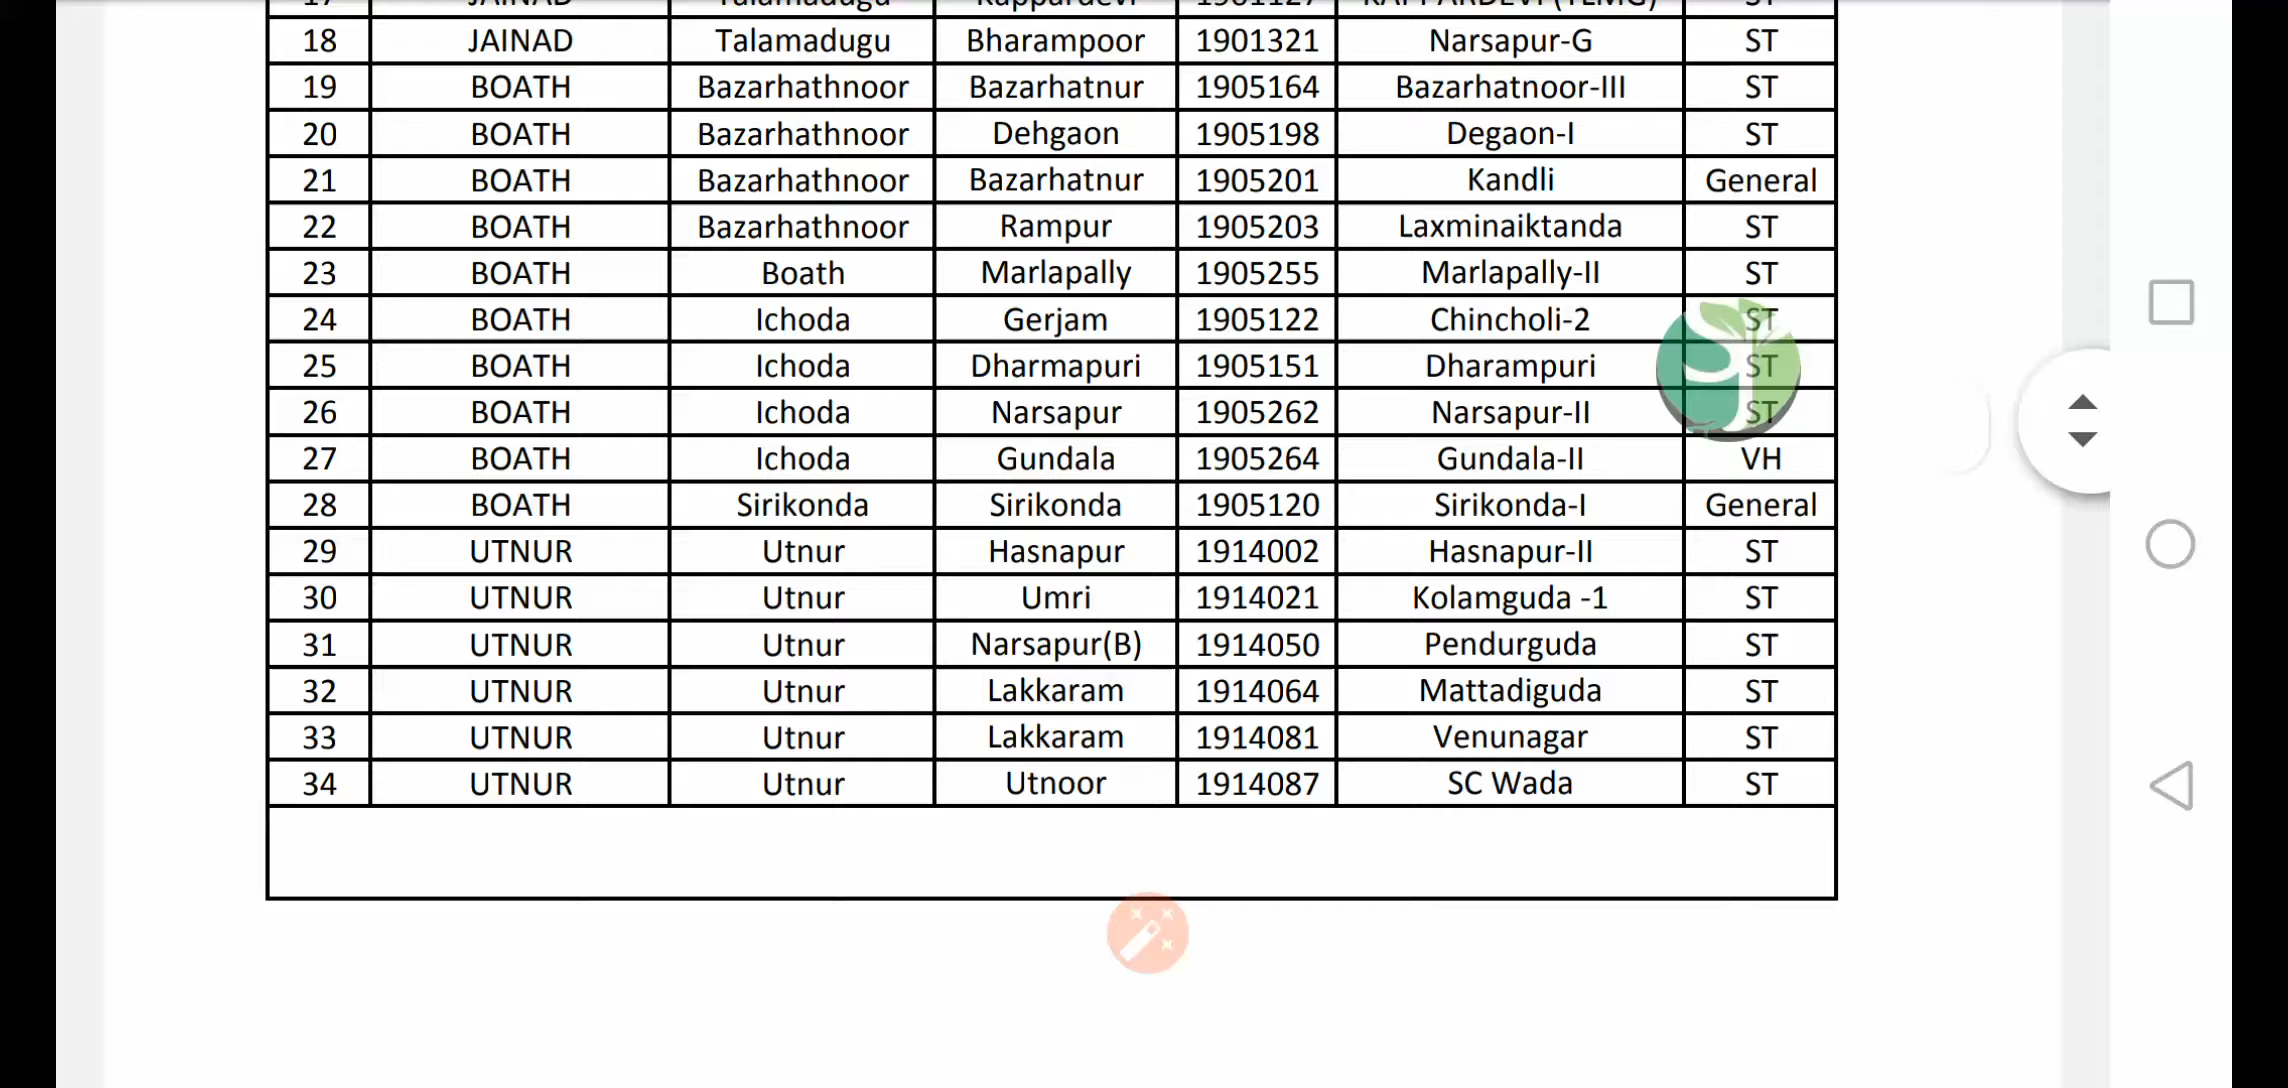 18 JAINAD Talamadugu Bharampoor 1901321 Narsapur-G ST
19 BOATH Bazarhathnoor Bazarhatnur 1905164 Bazarhatnoor-III ST
20 BOATH Bazarhathnoor Dehgaon 1905198 Degaon-I ST
21 BOATH Bazarhathnoor Bazarhatnur 1905201 Kandli General
22 BOATH Bazarhathnoor Rampur 1905203 Laxminaiktanda ST
23 BOATH Boath Marlapally 1905255 Marlapally-II ST
24 BOATH Ichoda Gerjam 1905122 Chincholi-2 ST
25 BOATH Ichoda Dharmapuri 1905151 Dharampuri ST
26 BOATH Ichoda Narsapur 1905262 Narsapur-II ST
27 BOATH Ichoda Gundala 1905264 Gundala-II VH
28 BOATH Sirikonda Sirikonda 1905120 Sirikonda-I General
29 UTNUR Utnur Hasnapur 1914002 Hasnapur-II ST
30 UTNUR Utnur Umri 1914021 Kolamguda -1 ST
31 UTNUR Utnur Narsapur(B) 1914050 Pendurguda ST
32 UTNUR Utnur Lakkaram 1914064 Mattadiguda ST
33 UTNUR Utnur Lakkaram 1914081 Venunagar ST
34 UTNUR Utnur Utnoor 1914087 SC Wada ST